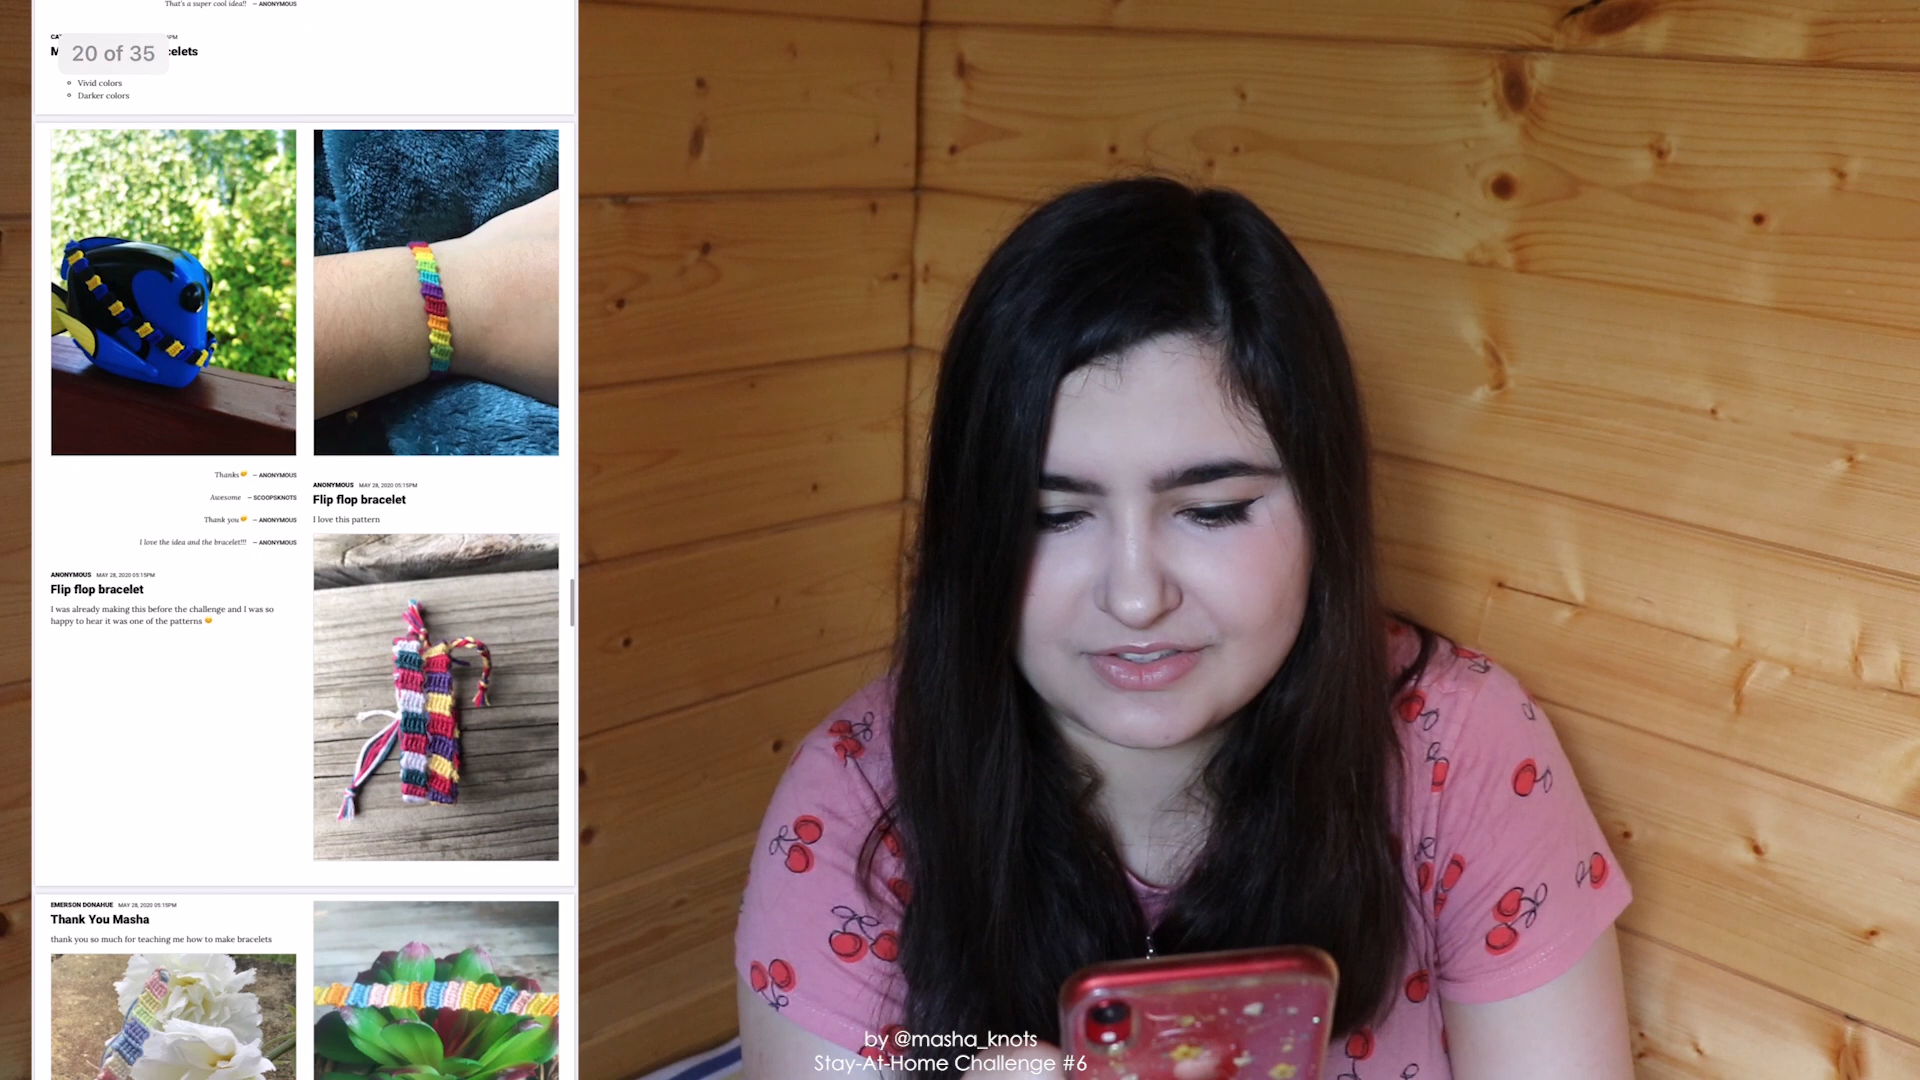 That's a super cool idea!! — ANONYMOUS
20 of 35
Vivid colors
Darker colors
Thanks😊 — ANONYMOUS
Awesome — SCOOPSKNOTS
Thank you😊 — ANONYMOUS
I love the idea and the bracelet!!! — ANONYMOUS
ANONYMOUS MAY 28, 2020 05:15PM
Flip flop bracelet
I was already making this before the challenge and I was so
happy to hear it was one of the patterns 😊
ANONYMOUS MAY 28, 2020 05:15PM
Flip flop bracelet
I love this pattern
EMERSON DONAHUE MAY 28, 2020 05:15PM
Thank You Masha
thank you so much for teaching me how to make bracelets
by @masha_knots
Stay-At-Home Challenge #6